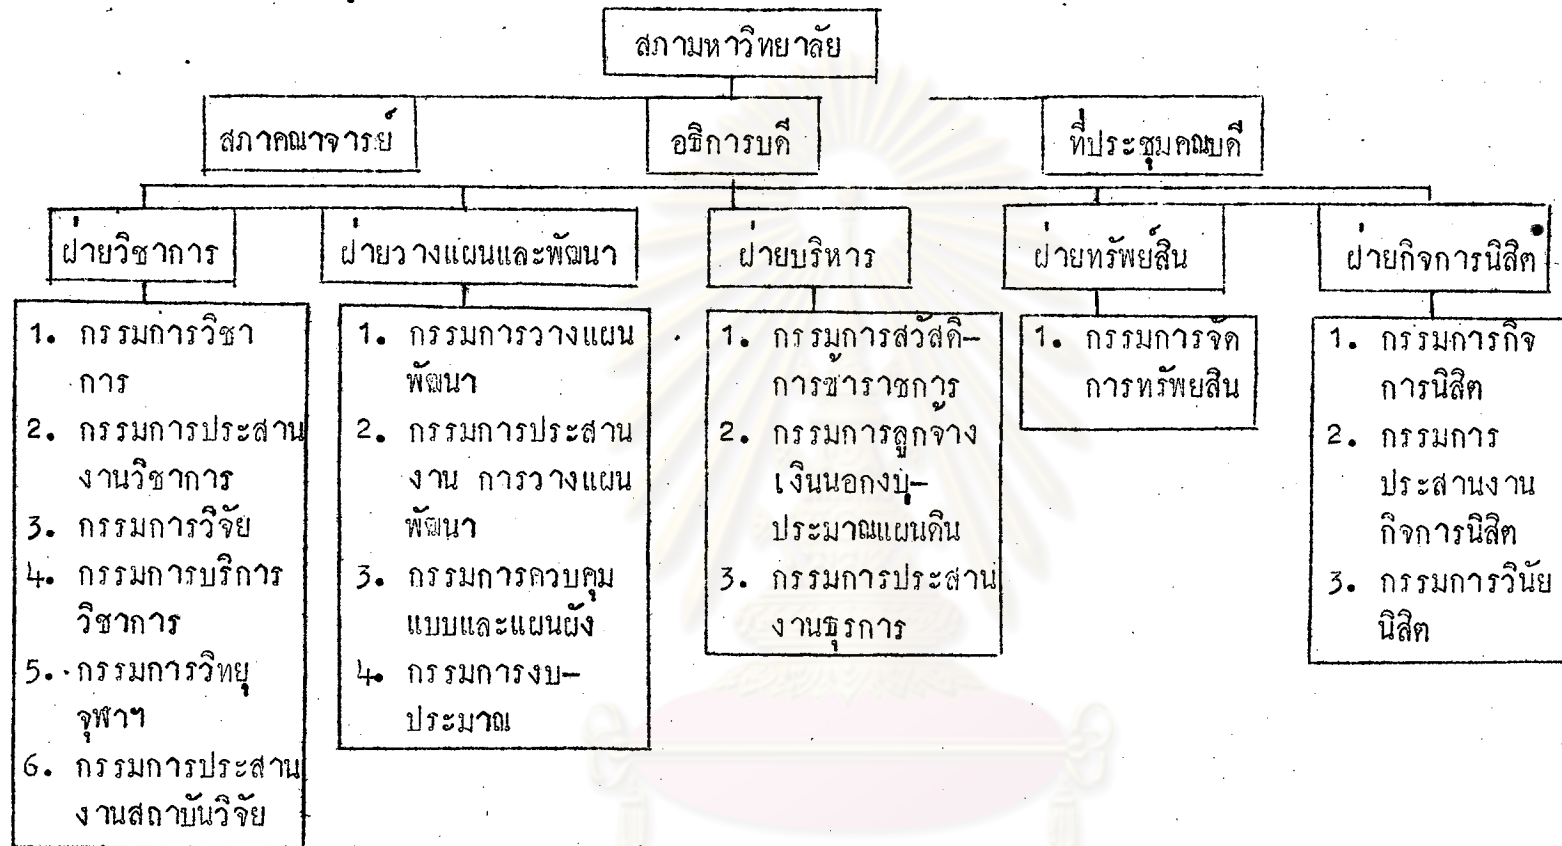 สภามหาวิทยาลัย
สภาคณาจารย์
อธิการบดี
ที่ประชุมคณบดี
ฝ่ายวิชาการ
ฝ่ายวางแผนและพัฒนา
ฝ่ายบริหาร
ฝ่ายทรัพย์สิน
ฝ่ายกิจการนิสิต
1. กรรมการวิชา
การ
2. กรรมการประสาน
งานวิชาการ
3. กรรมการวิจัย
4. กรรมการบริการ
วิชาการ
5. กรรมการวิทยุ
จุฬาฯ
6. กรรมการประสาน
งานสถาบันวิจัย
1. กรรมการวางแผน
พัฒนา
2. กรรมการประสาน
งาน การวางแผน
พัฒนา
3. กรรมการควบคุม
แบบและแผนผัง
4. กรรมการงบ-
ประมาณ
1. กรรมการสวัสดิ-
การข้าราชการ
2. กรรมการลูกจ้าง
เงินนอกงบ-
ประมาณแผนดิน
3. กรรมการประสาน
งานธุรการ
1. กรรมการจัด
การทรัพยสิน
1. กรรมการกิจ
การนิสิต
2. กรรมการ
ประสานงาน
กิจการนิสิต
3. กรรมการวินัย
นิสิต